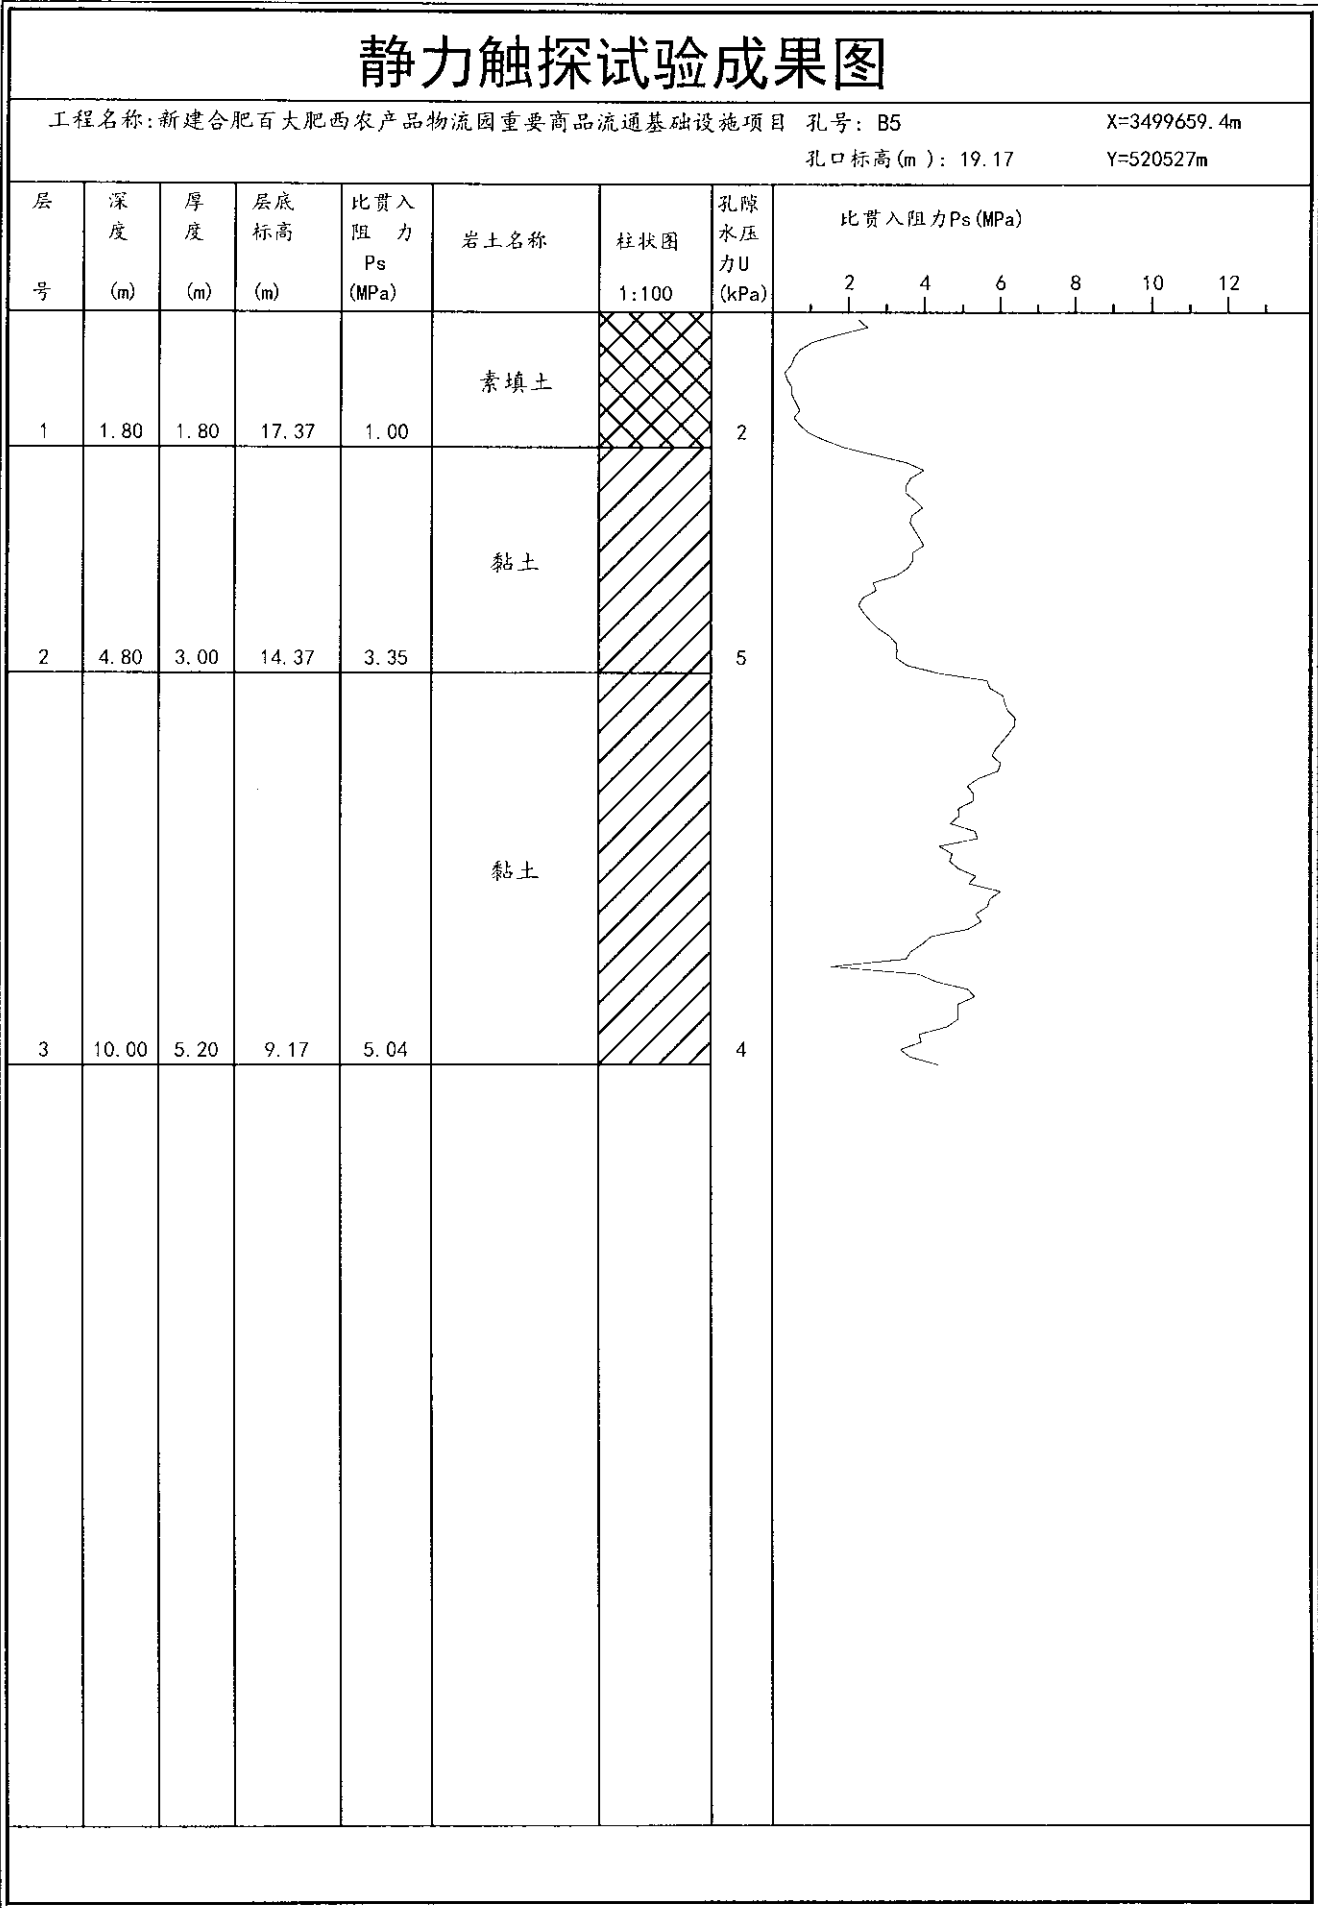 静力触探试验成果图
工程名称:新建合肥百大肥西农产品物流园重要商品流通基础设施项目 孔号: B5 X=3499659.4m
孔口标高(m): 19.17 Y=520527m
层号 深度(m) 厚度(m) 层底标高(m) 比贯入阻力Ps(MPa) 岩土名称 柱状图1:100 孔隙水压力U(kPa) 比贯入阻力Ps(MPa)
2 4 6 8 10 12
素填土
1 1.80 1.80 17.37 1.00 2
黏土
2 4.80 3.00 14.37 3.35 5
黏土
3 10.00 5.20 9.17 5.04 4